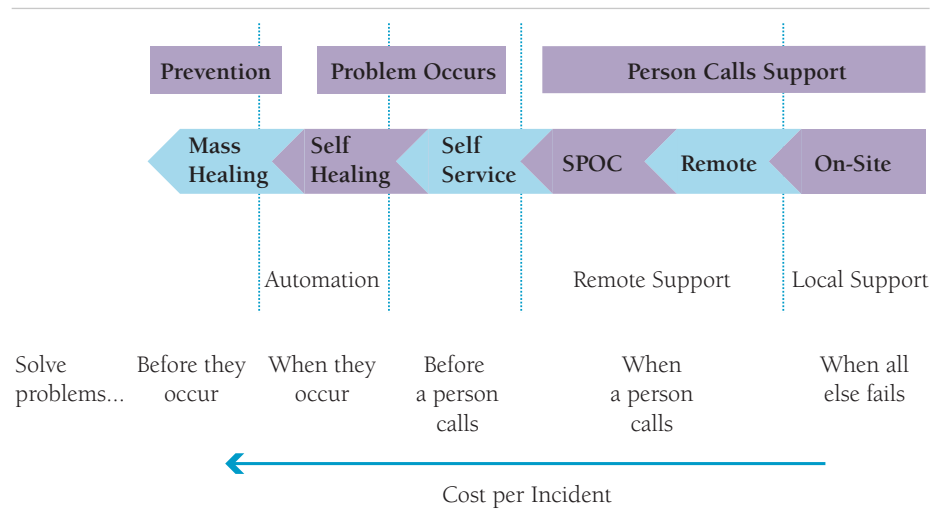 Prevention
Problem Occurs
Person Calls Support
Mass
Healing
Self
Healing
Self
Service
SPOC
Remote
On-Site
Automation
Remote Support
Local Support
Solve
problems...
Before they
occur
When they
occur
Before
a person
calls
When
a person
calls
When all
else fails
Cost per Incident